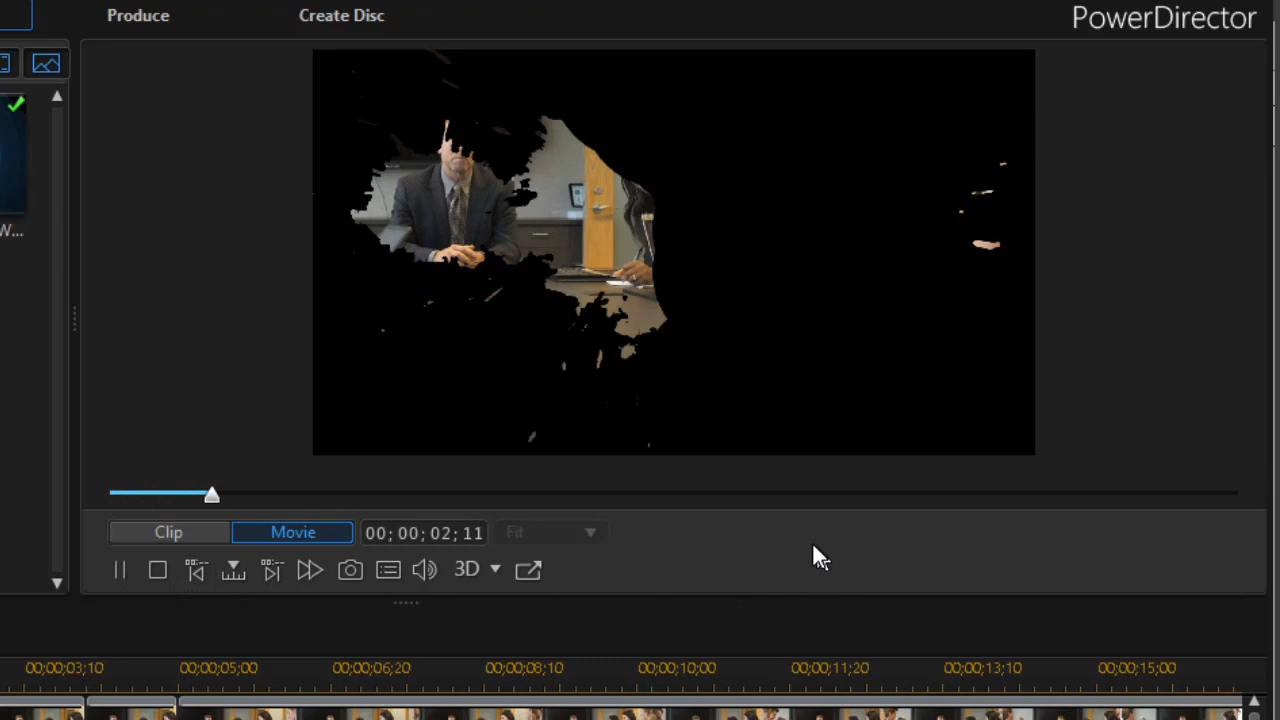 Produce
Create Disc
PowerDirector
W...
Clip
Movie
00; 00; 02; 11
Fit
3D
00;00;03;10
00;00;05;00
00;00;06;20
00;00;08;10
00;00;10;00
00;00;11;20
00;00;13;10
00;00;15;00